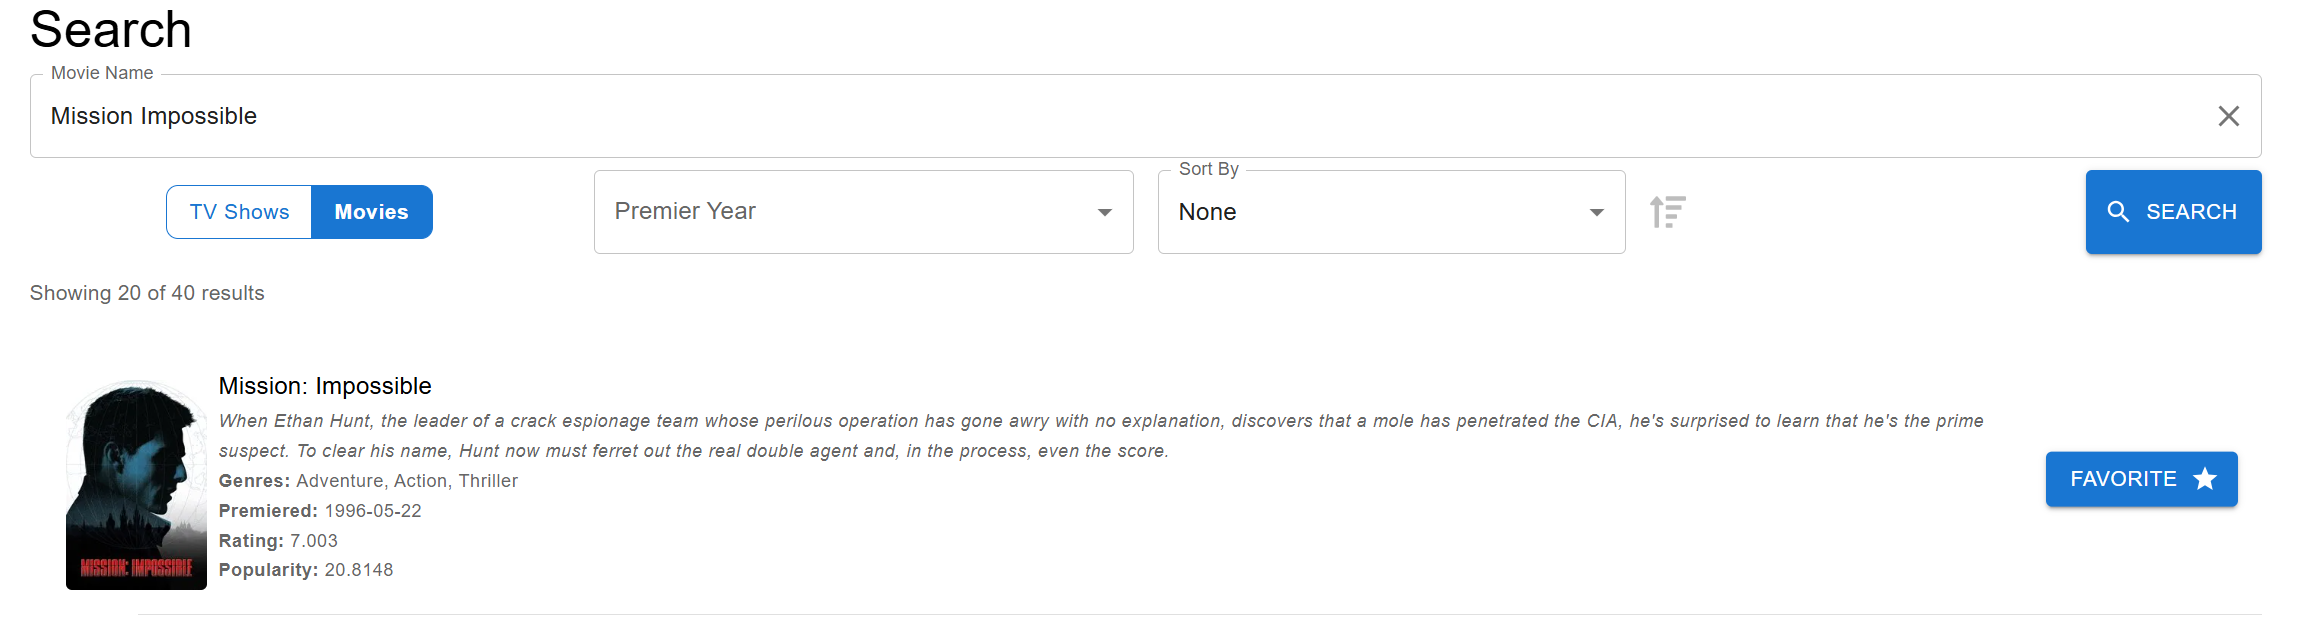 Search
Movie Name
Mission Impossible
TV Shows Movies Premier Year Sort By None SEARCH
Showing 20 of 40 results
Mission: Impossible
When Ethan Hunt, the leader of a crack espionage team whose perilous operation has gone awry with no explanation, discovers that a mole has penetrated the CIA, he's surprised to learn that he's the prime
suspect. To clear his name, Hunt now must ferret out the real double agent and, in the process, even the score.
Genres: Adventure, Action, Thriller
Premiered: 1996-05-22
Rating: 7.003
Popularity: 20.8148
FAVORITE
MISSION: IMPOSSIBLE